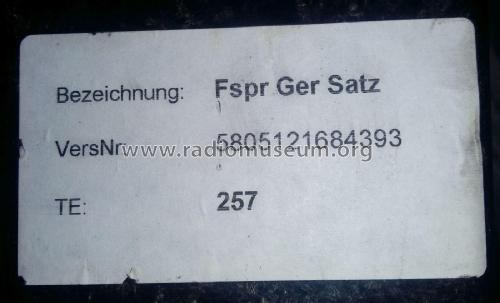 Bezeichnung: Fspr Ger Satz
VersNr 5805121684393
www.radiomuseum.org
TE: 257